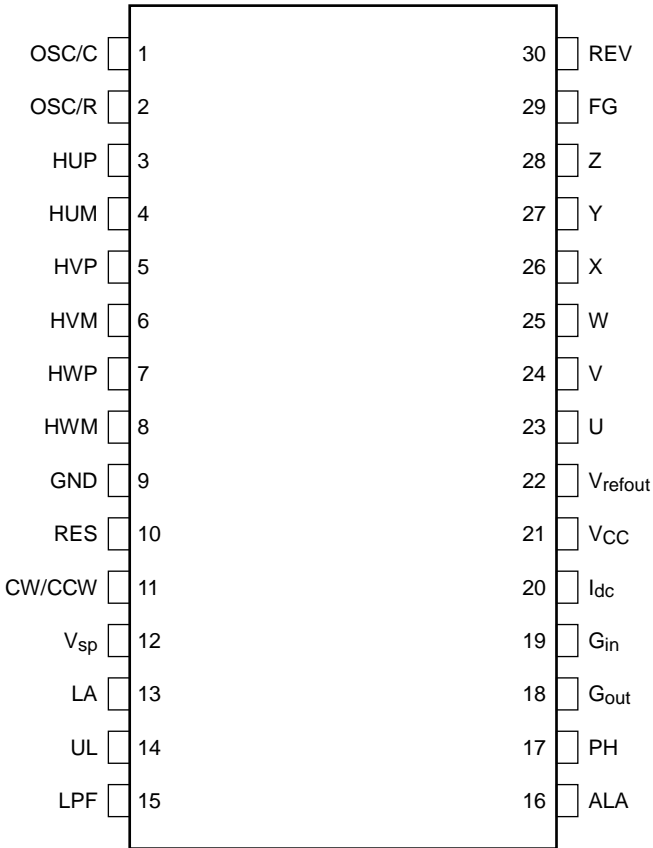 OSC/C 1 30 REV
OSC/R 2 29 FG
HUP 3 28 Z
HUM 4 27 Y
HVP 5 26 X
HVM 6 25 W
HWP 7 24 V
HWM 8 23 U
GND 9 22 Vrefout
RES 10 21 VCC
CW/CCW 11 20 Idc
Vsp 12 19 Gin
LA 13 18 Gout
UL 14 17 PH
LPF 15 16 ALA